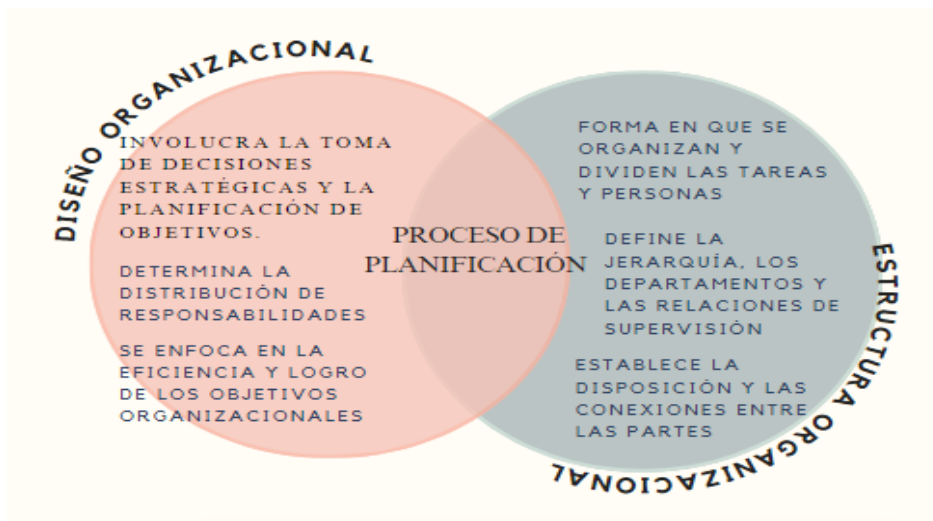 DISEÑO ORGANIZACIONAL
INVOLUCRA LA TOMA
DE DECISIONES
ESTRATÉGICAS Y LA
PLANIFICACIÓN DE
OBJETIVOS.
DETERMINA LA
DISTRIBUCIÓN DE
RESPONSABILIDADES
SE ENFOCA EN LA
EFICIENCIA Y LOGRO
DE LOS OBJETIVOS
ORGANIZACIONALES
PROCESO DE
PLANIFICACIÓN
FORMA EN QUE SE
ORGANIZAN Y
DIVIDEN LAS TAREAS
Y PERSONAS
DEFINE LA
JERARQUÍA, LOS
DEPARTAMENTOS Y
LAS RELACIONES DE
SUPERVISIÓN
ESTABLECE LA
DISPOSICIÓN Y LAS
CONEXIONES ENTRE
LAS PARTES
ESTRUCTURA ORGANIZACIONAL